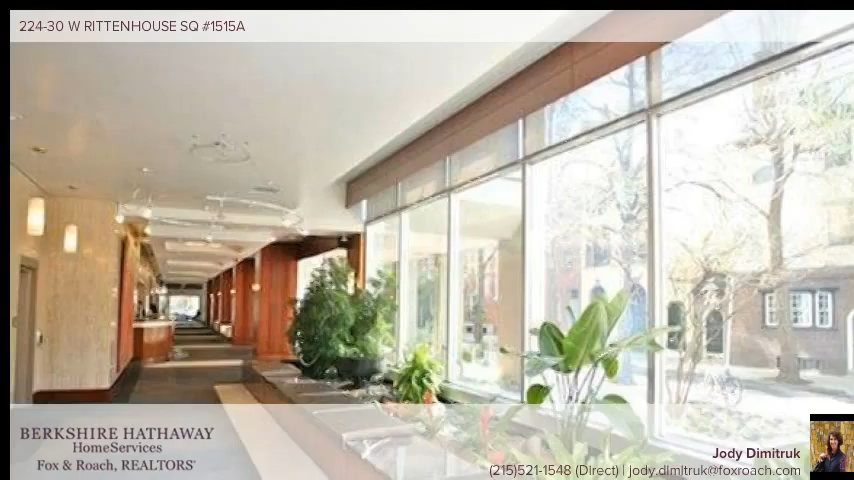 224-30 W RITTENHOUSE SQ #1515A
BERKSHIRE HATHAWAY
HomeServices
Fox & Roach, REALTORS®
Jody Dimitruk
(215)521-1548 (Direct) | jody.dimitruk@foxroach.com